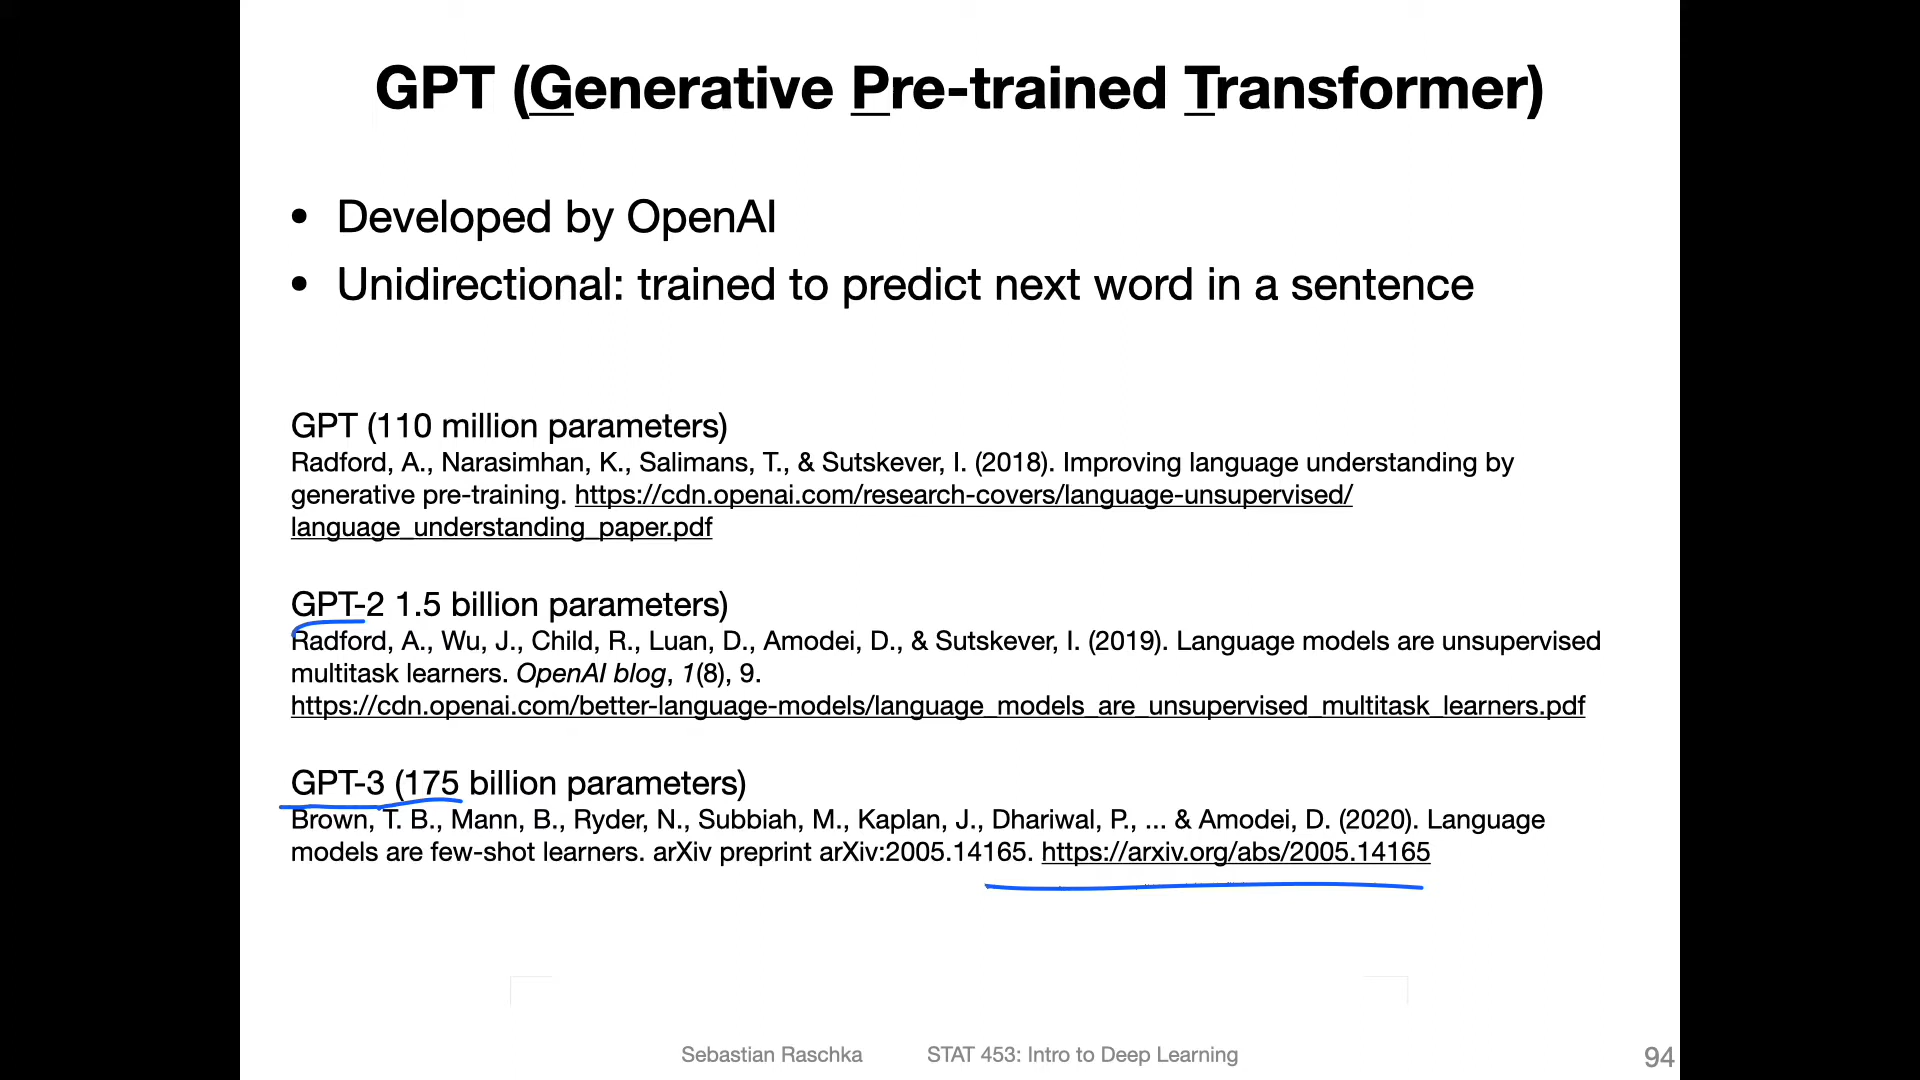 GPT (Generative Pre-trained Transformer)
• Developed by OpenAI
• Unidirectional: trained to predict next word in a sentence
GPT (110 million parameters)
Radford, A., Narasimhan, K., Salimans, T., & Sutskever, I. (2018). Improving language understanding by
generative pre-training. https://cdn.openai.com/research-covers/language-unsupervised/
language_understanding_paper.pdf
GPT-2 1.5 billion parameters)
Radford, A., Wu, J., Child, R., Luan, D., Amodei, D., & Sutskever, I. (2019). Language models are unsupervised
multitask learners. OpenAI blog, 1(8), 9.
https://cdn.openai.com/better-language-models/language_models_are_unsupervised_multitask_learners.pdf
GPT-3 (175 billion parameters)
Brown, T. B., Mann, B., Ryder, N., Subbiah, M., Kaplan, J., Dhariwal, P., ... & Amodei, D. (2020). Language
models are few-shot learners. arXiv preprint arXiv:2005.14165. https://arxiv.org/abs/2005.14165
Sebastian Raschka STAT 453: Intro to Deep Learning 94